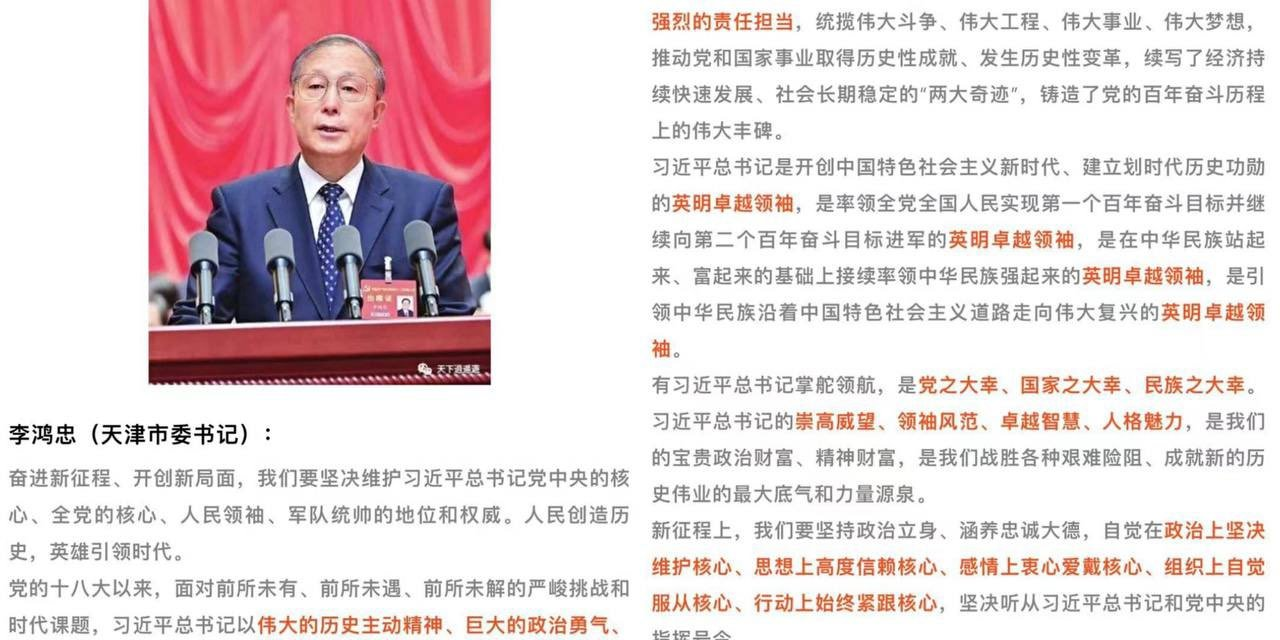 出席证
天下逍遥遊
李鸿忠（天津市委书记）：
奋进新征程、开创新局面，我们要坚决维护习近平总书记党中央的核
心、全党的核心、人民领袖、军队统帅的地位和权威。人民创造历
史，英雄引领时代。
党的十八大以来，面对前所未有、前所未遇、前所未解的严峻挑战和
时代课题，习近平总书记以伟大的历史主动精神、巨大的政治勇气、
强烈的责任担当，统揽伟大斗争、伟大工程、伟大事业、伟大梦想，
推动党和国家事业取得历史性成就、发生历史性变革，续写了经济持
续快速发展、社会长期稳定的“两大奇迹”，铸造了党的百年奋斗历程
上的伟大丰碑。
习近平总书记是开创中国特色社会主义新时代、建立划时代历史功勋
的英明卓越领袖，是率领全党全国人民实现第一个百年奋斗目标并继
续向第二个百年奋斗目标进军的英明卓越领袖，是在中华民族站起
来、富起来的基础上接续率领中华民族强起来的英明卓越领袖，是引
领中华民族沿着中国特色社会主义道路走向伟大复兴的英明卓越领
袖。
有习近平总书记掌舵领航，是党之大幸、国家之大幸、民族之大幸。
习近平总书记的崇高威望、领袖风范、卓越智慧、人格魅力，是我们
的宝贵政治财富、精神财富，是我们战胜各种艰难险阻、成就新的历
史伟业的最大底气和力量源泉。
新征程上，我们要坚持政治立身、涵养忠诚大德，自觉在政治上坚决
维护核心、思想上高度信赖核心、感情上衷心爱戴核心、组织上自觉
服从核心、行动上始终紧跟核心，坚决听从习近平总书记和党中央的
指挥号令